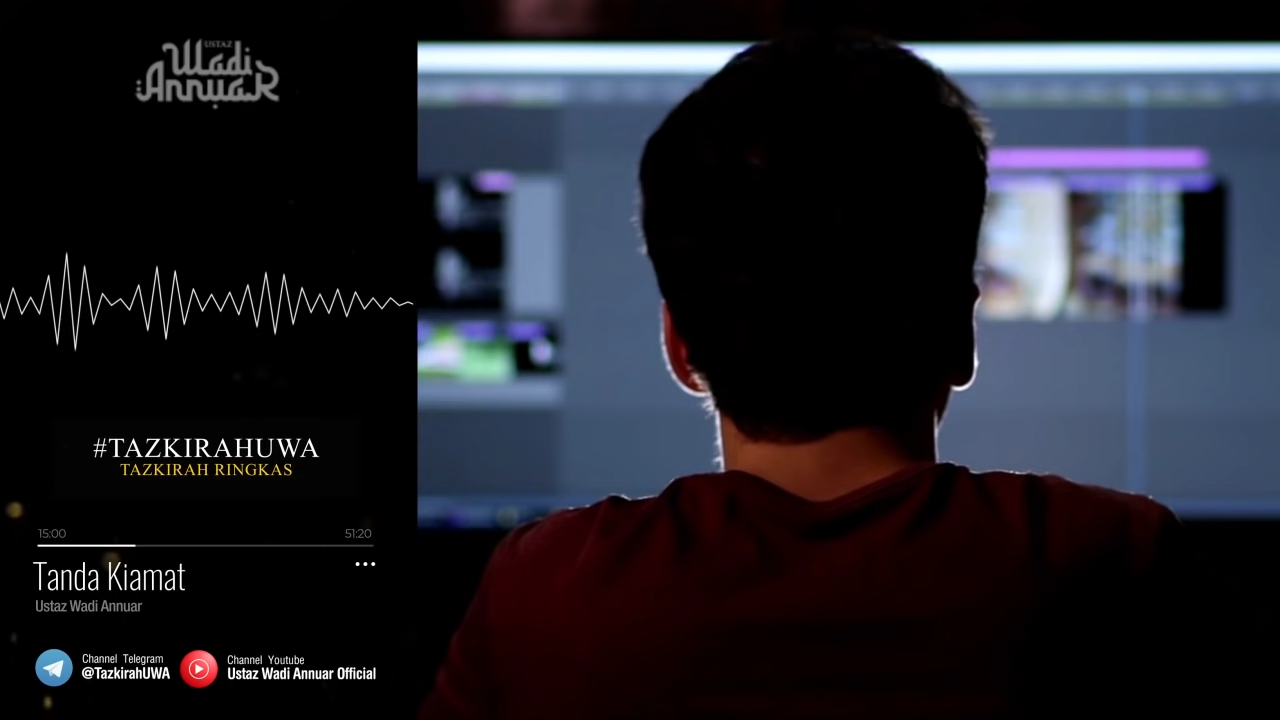 USTAZ
Wadi
Annuar
#TAZKIRAHUWA
TAZKIRAH RINGKAS
15:00
51:20
Tanda Kiamat
Ustaz Wadi Annuar
Channel Telegram
@TazkirahUWA
Channel Youtube
Ustaz Wadi Annuar Official